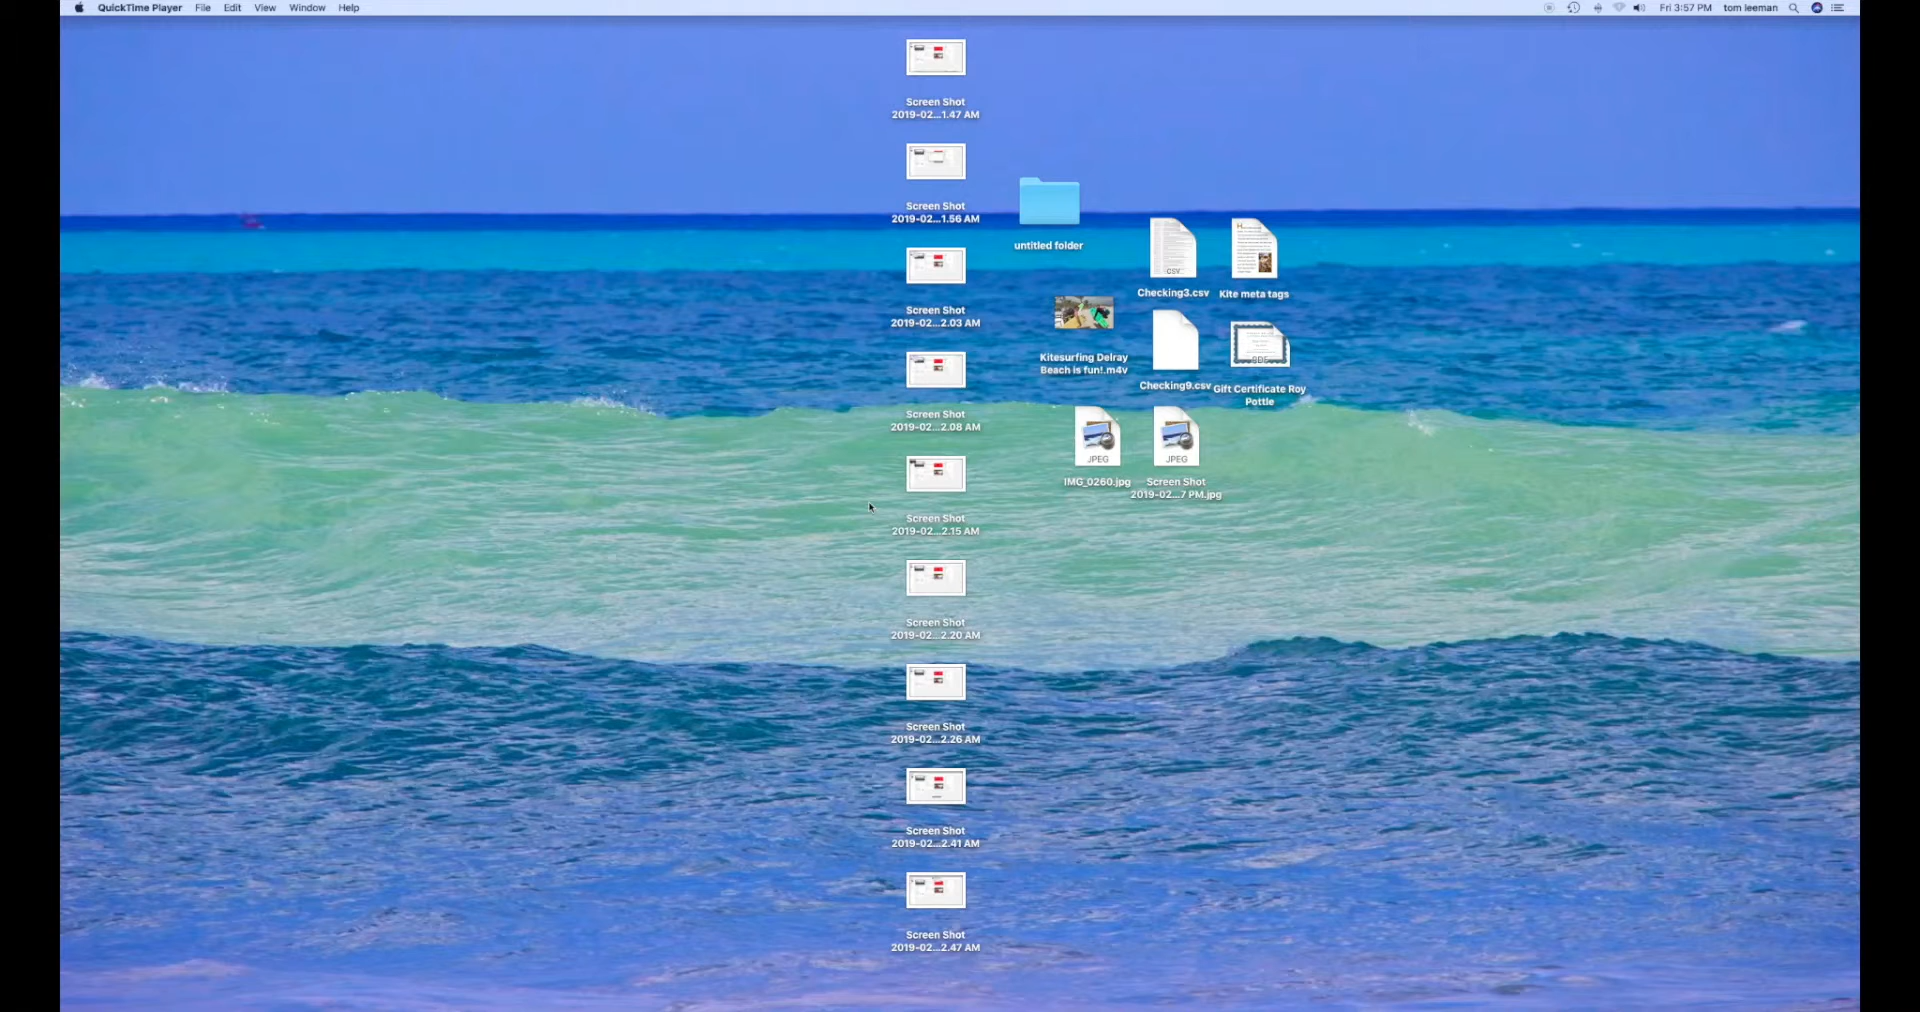 QuickTime Player File Edit View Window Help
Fri 3:57 PM tom leeman
Screen Shot
2019-02...1.47 AM
Screen Shot
2019-02...1.56 AM
Screen Shot
2019-02...2.03 AM
Screen Shot
2019-02...2.08 AM
Screen Shot
2019-02...2.15 AM
Screen Shot
2019-02...2.20 AM
Screen Shot
2019-02...2.26 AM
Screen Shot
2019-02...2.41 AM
Screen Shot
2019-02...2.47 AM
untitled folder
Kitesurfing Delray
Beach is fun!.m4v
CSV
Checking3.csv
Kite meta tags
Checking9.csv
Gift Certificate Roy
Pottle
JPEG
IMG_0260.jpg
JPEG
Screen Shot
2019-02...7 PM.jpg